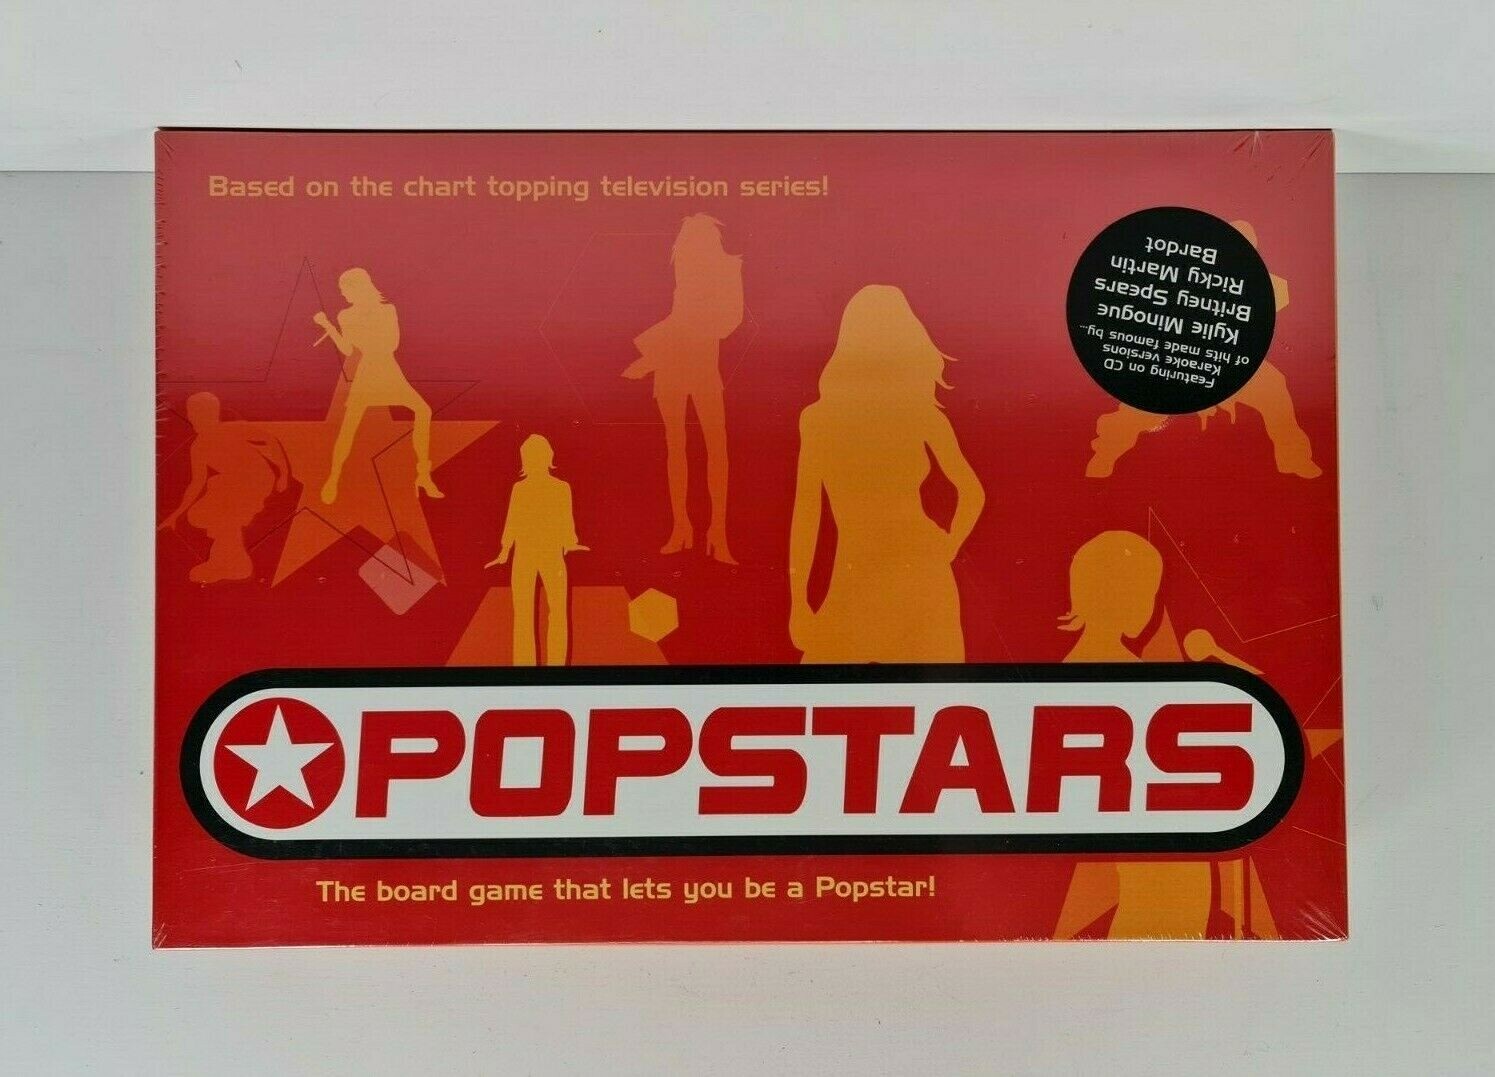 Based on the chart topping television series!
Featuring on CD
Karaoke versions
of hits made famous by...
Kylie Minogue
Britney Spears
Ricky Martin
Bardot
POPSTARS
The board game that lets you be a Popstar!